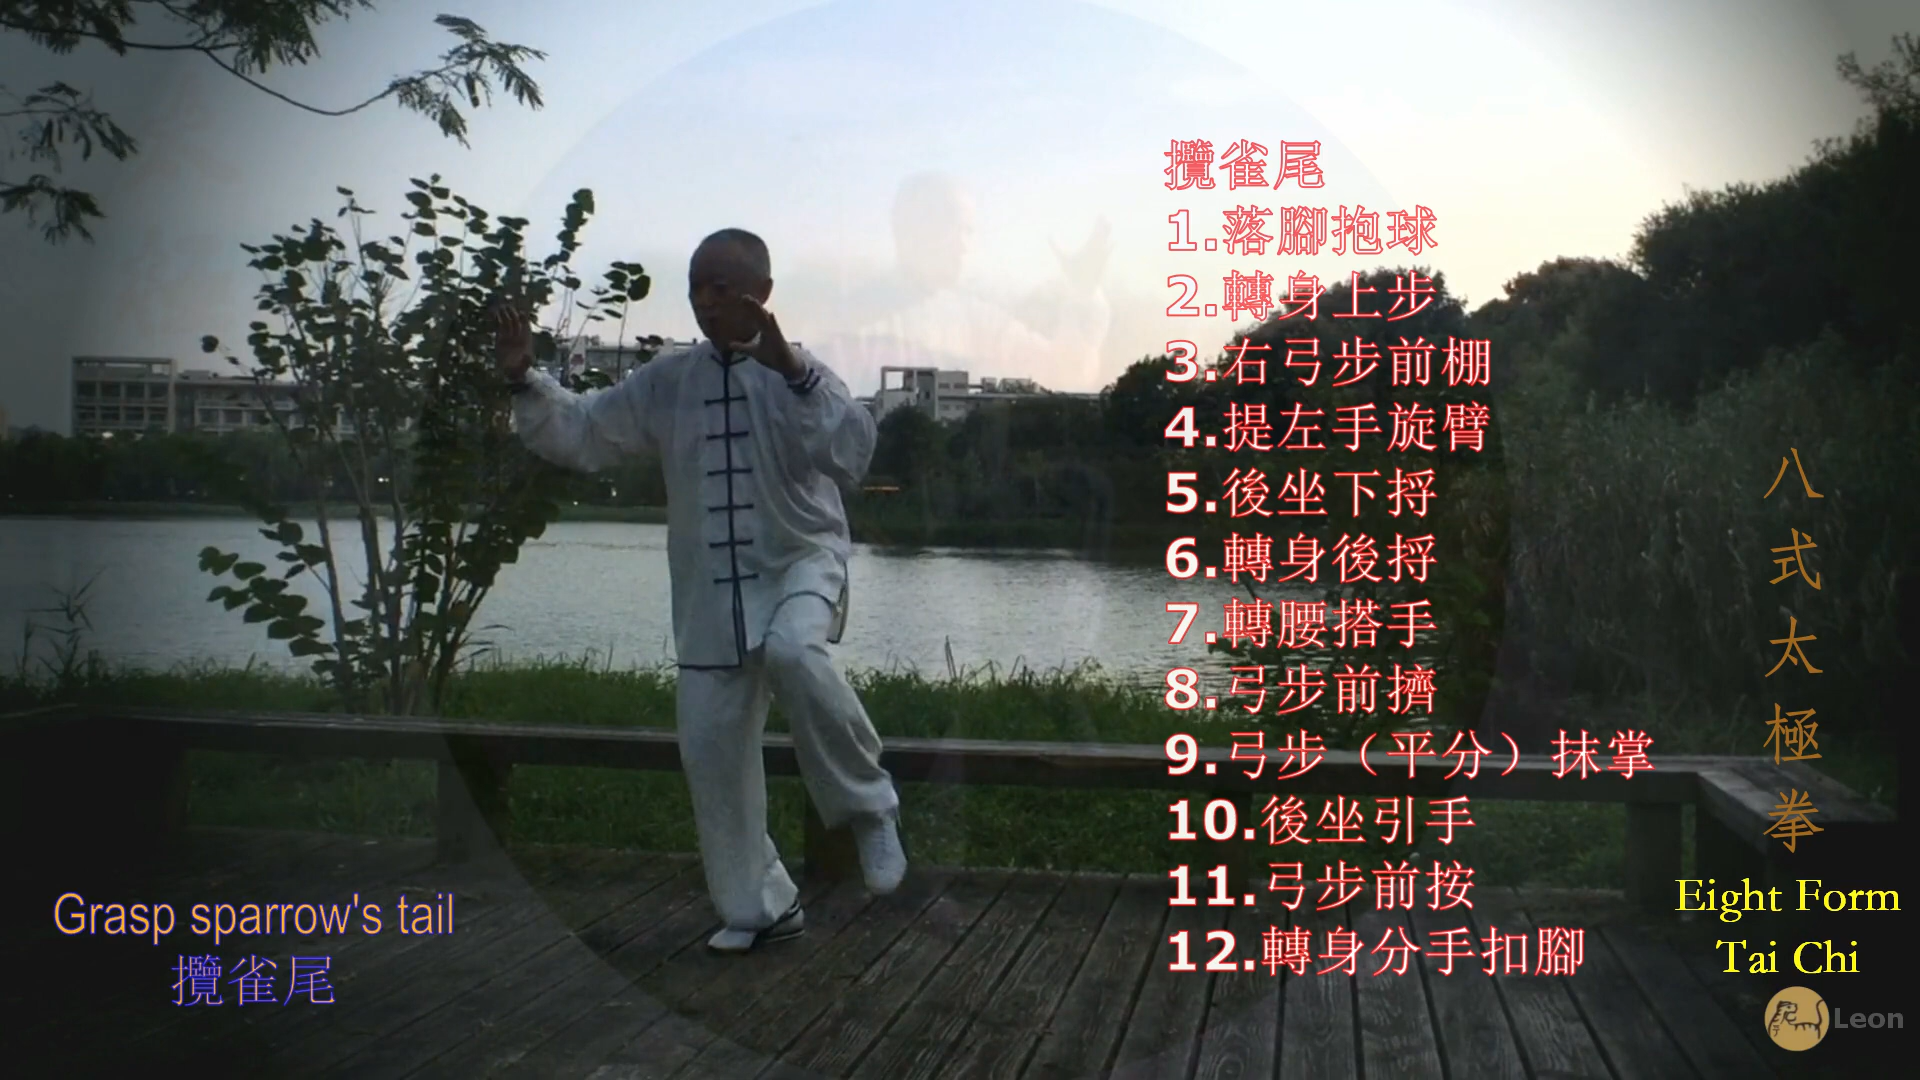 攬雀尾
1.落腳抱球
2.轉身上步
3.右弓步前棚
4.提左手旋臂
5.後坐下捋
6.轉身後捋
7.轉腰搭手
8.弓步前擠
9.弓步（平分）抹掌
10.後坐引手
11.弓步前按
12.轉身分手扣腳
八式太極拳
Eight Form
Tai Chi
Leon
Grasp sparrow's tail
攬雀尾